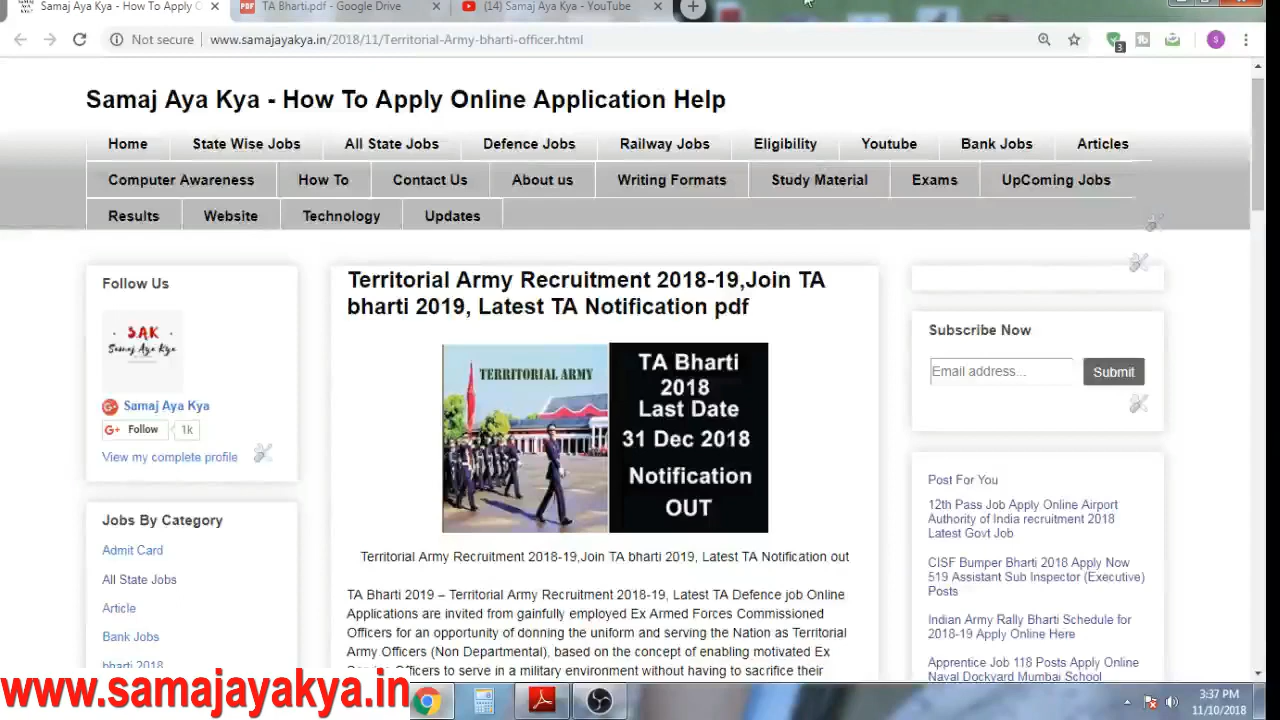 Samaj Aya Kya - How To Apply O
TA Bharti.pdf - Google Drive
(14) Samaj Aya Kya - YouTube
Not secure
www.samajayakya.in/2018/11/Territorial-Army-bharti-officer.html
3
S
Samaj Aya Kya - How To Apply Online Application Help
Home State Wise Jobs All State Jobs Defence Jobs Railway Jobs Eligibility Youtube Bank Jobs Articles
Computer Awareness How To Contact Us About us Writing Formats Study Material Exams UpComing Jobs
Results Website Technology Updates
Follow Us
S.A.K
Samaj Aya Kya
Samaj Aya Kya
G+ Follow 1k
View my complete profile
Jobs By Category
Admit Card
All State Jobs
Article
Bank Jobs
bharti 2018
Territorial Army Recruitment 2018-19,Join TA
bharti 2019, Latest TA Notification pdf
TERRITORIAL ARMY
TA Bharti
2018
Last Date
31 Dec 2018
Notification
OUT
Territorial Army Recruitment 2018-19,Join TA bharti 2019, Latest TA Notification out
TA Bharti 2019 – Territorial Army Recruitment 2018-19, Latest TA Defence job Online
Applications are invited from gainfully employed Ex Armed Forces Commissioned
Officers for an opportunity of donning the uniform and serving the Nation as Territorial
Army Officers (Non Departmental), based on the concept of enabling motivated Ex
Service Officers to serve in a military environment without having to sacrifice their
Subscribe Now
Email address...
Submit
Post For You
12th Pass Job Apply Online Airport
Authority of India recruitment 2018
Latest Govt Job
CISF Bumper Bharti 2018 Apply Now
519 Assistant Sub Inspector (Executive)
Posts
Indian Army Rally Bharti Schedule for
2018-19 Apply Online Here
Apprentice Job 118 Posts Apply Online
Naval Dockyard Mumbai School
www.samajayakya.in
3:37 PM
11/10/2018